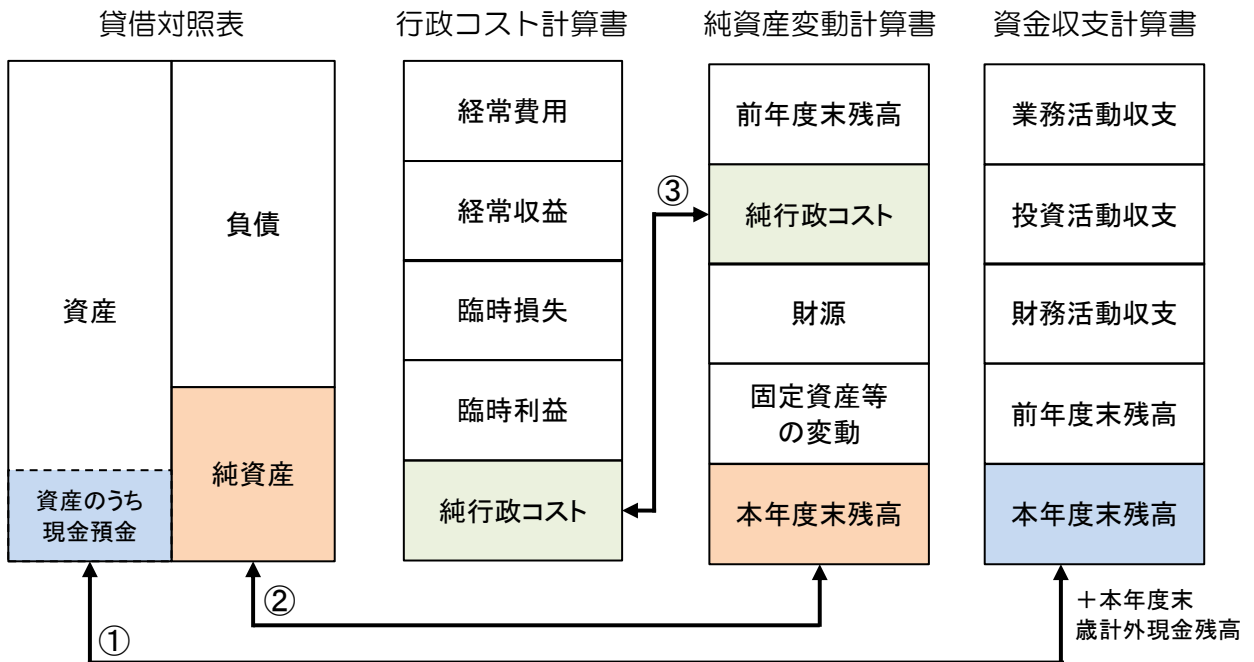 貸借対照表
行政コスト計算書
純資産変動計算書
資金収支計算書
資産
負債
純資産
資産のうち
現金預金
経常費用
経常収益
臨時損失
臨時利益
純行政コスト
前年度末残高
純行政コスト
財源
固定資産等
の変動
本年度末残高
業務活動収支
投資活動収支
財務活動収支
前年度末残高
本年度末残高
③
②
①
＋本年度末
歳計外現金残高